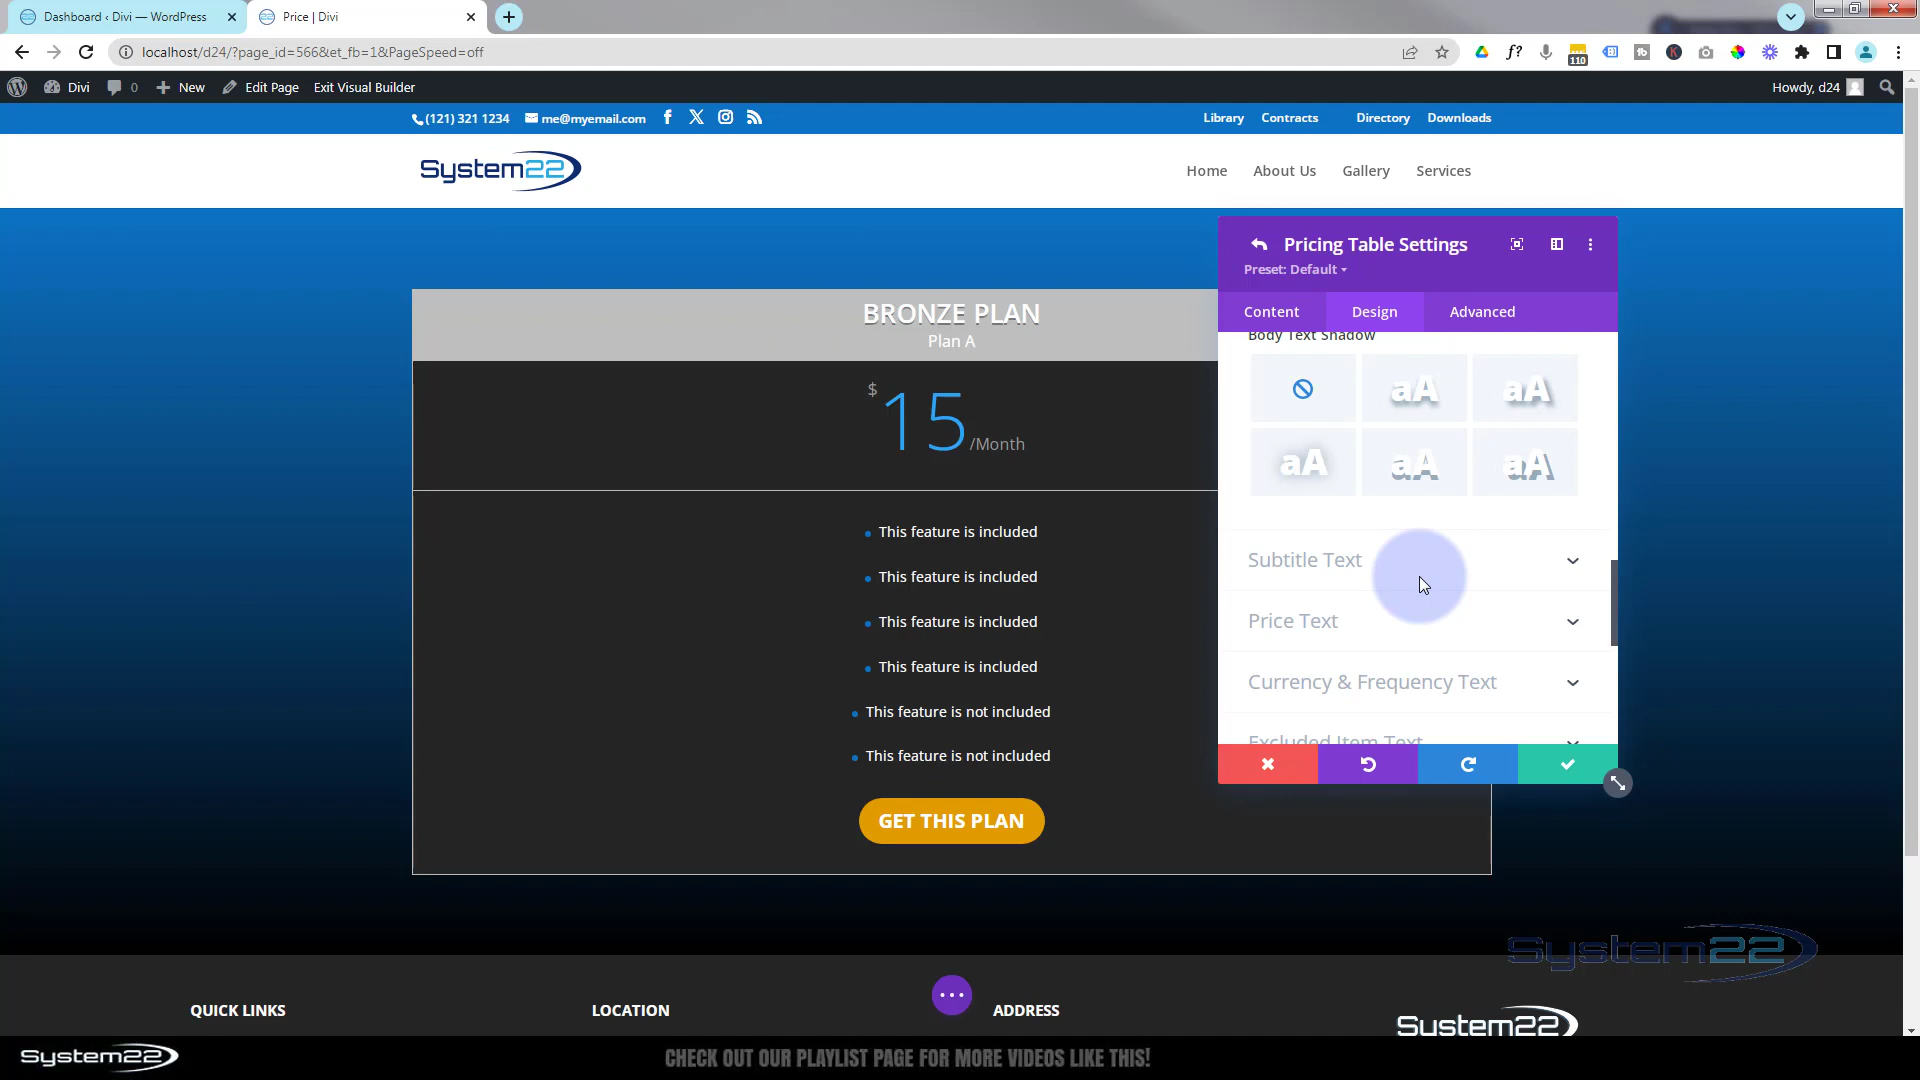 Dashboard ‹ Divi — WordPress
Price | Divi
localhost/d24/?page_id=566&et_fb=1&PageSpeed=off
f?
110
Divi
0
New
Edit Page
Exit Visual Builder
Howdy, d24
(121) 321 1234
me@myemail.com
Library
Contracts
Directory
Downloads
System22
Home
About Us
Gallery
Services
Pricing Table Settings
Preset: Default
Content
Design
Advanced
Body Text Shadow
aA
aA
aA
aA
aA
Subtitle Text
Price Text
Currency & Frequency Text
Excluded Item Text
BRONZE PLAN
Plan A
$
15
/Month
This feature is included
This feature is included
This feature is included
This feature is included
This feature is not included
This feature is not included
GET THIS PLAN
System22
QUICK LINKS
LOCATION
ADDRESS
System22
System22
CHECK OUT OUR PLAYLIST PAGE FOR MORE VIDEOS LIKE THIS!